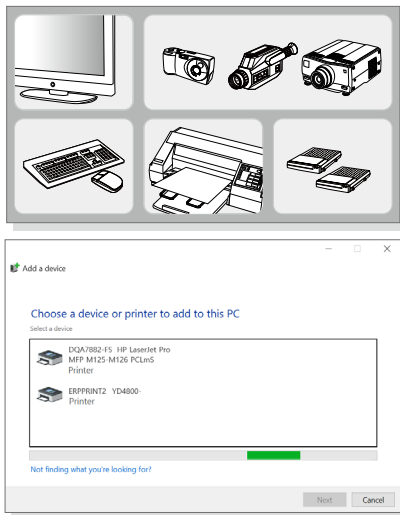 Add a device
Choose a device or printer to add to this PC
Select a device
DQA7882-FS HP LaserJet Pro
MFP M125-M126 PCLmS
Printer
ERPPRINT2 YD4800-
Printer
Not finding what you're looking for?
Next Cancel